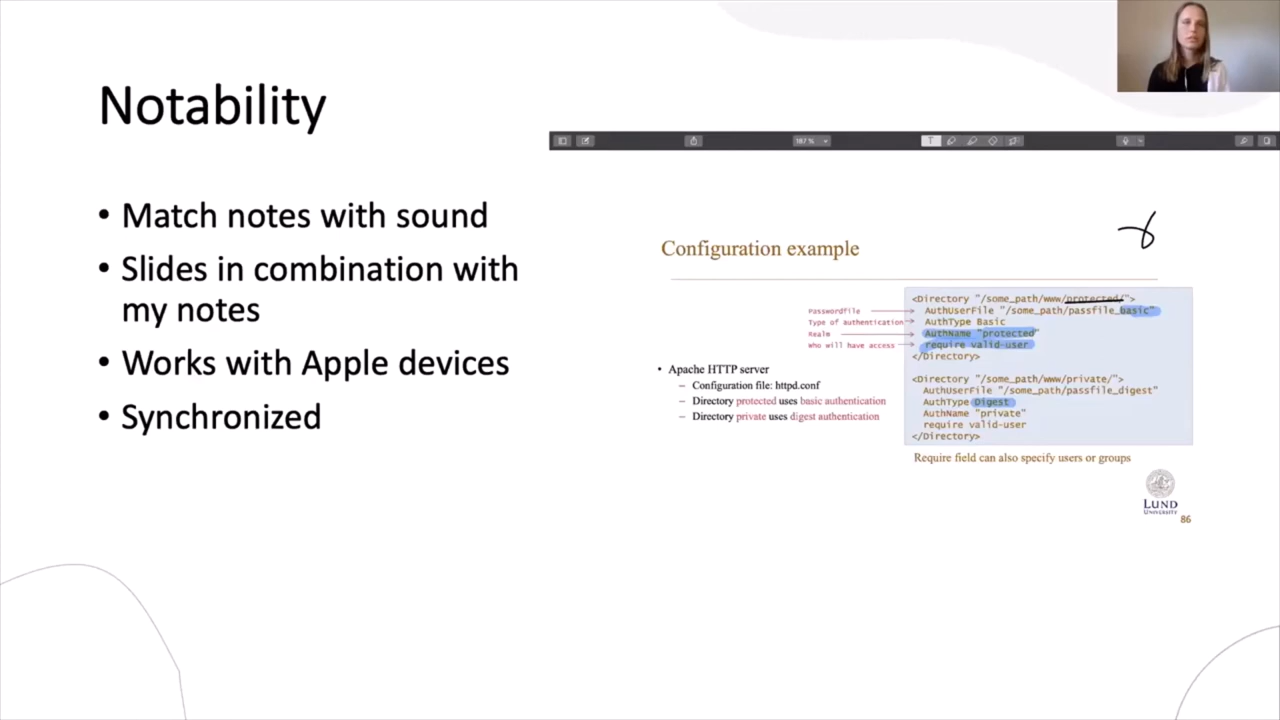 Notability
• Match notes with sound
• Slides in combination with
my notes
• Works with Apple devices
• Synchronized
187 %
Configuration example
Passwordfile
Type of authentication
Realm
Who will have access
<Directory "/some_path/www/protected/">
AuthUserFile "/some_path/passfile_basic"
AuthType Basic
AuthName "protected"
require valid-user
</Directory>
<Directory "/some_path/www/private/">
AuthUserFile "/some_path/passfile_digest"
AuthType Digest
AuthName "private"
require valid-user
</Directory>
• Apache HTTP server
– Configuration file: httpd.conf
– Directory protected uses basic authentication
– Directory private uses digest authentication
Require field can also specify users or groups
LUND
UNIVERSITY
86